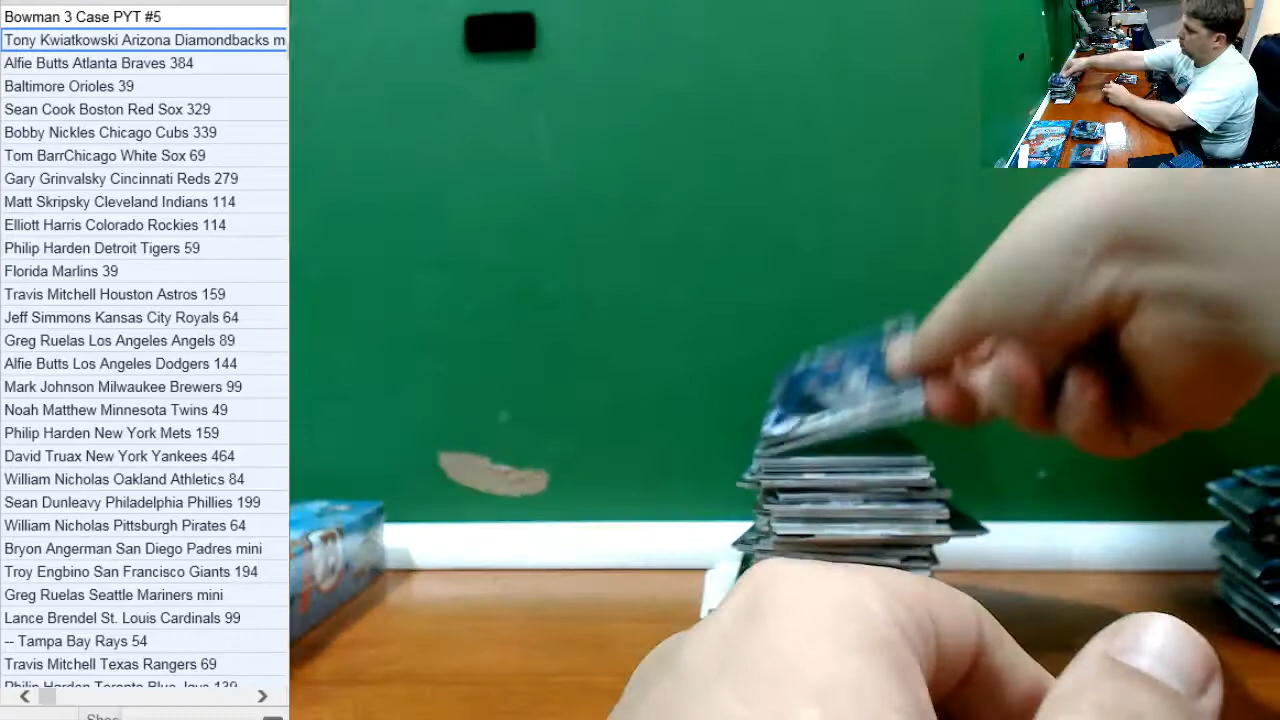 Bowman 3 Case PYT #5
Tony Kwiatkowski Arizona Diamondbacks m
Alfie Butts Atlanta Braves 384
Baltimore Orioles 39
Sean Cook Boston Red Sox 329
Bobby Nickles Chicago Cubs 339
Tom BarrChicago White Sox 69
Gary Grinvalsky Cincinnati Reds 279
Matt Skripsky Cleveland Indians 114
Elliott Harris Colorado Rockies 114
Philip Harden Detroit Tigers 59
Florida Marlins 39
Travis Mitchell Houston Astros 159
Jeff Simmons Kansas City Royals 64
Greg Ruelas Los Angeles Angels 89
Alfie Butts Los Angeles Dodgers 144
Mark Johnson Milwaukee Brewers 99
Noah Matthew Minnesota Twins 49
Philip Harden New York Mets 159
David Truax New York Yankees 464
William Nicholas Oakland Athletics 84
Sean Dunleavy Philadelphia Phillies 199
William Nicholas Pittsburgh Pirates 64
Bryon Angerman San Diego Padres mini
Troy Engbino San Francisco Giants 194
Greg Ruelas Seattle Mariners mini
Lance Brendel St. Louis Cardinals 99
-- Tampa Bay Rays 54
Travis Mitchell Texas Rangers 69
Philip Harden Toronto Blue Jays 139